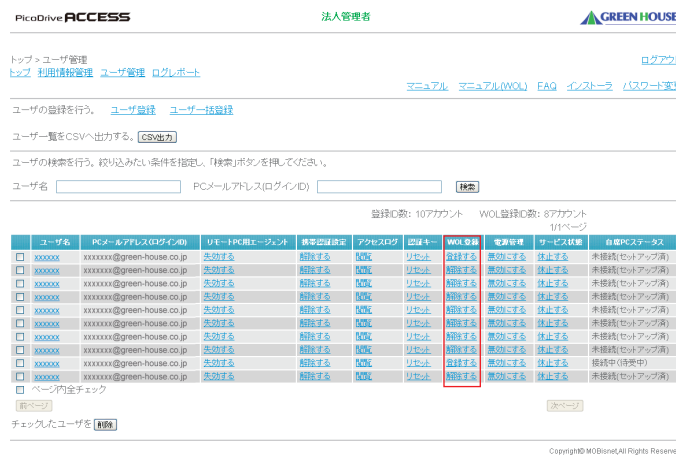 PicoDrive ACCESS 法人管理者 GREEN HOUSE
トップ > ユーザ管理 ログアウ
トップ 利用情報管理 ユーザ管理 ログレポート
マニュアル マニュアル(WOL) FAQ インストーラ パスワード変
ユーザの登録を行う。 ユーザ登録 ユーザ一括登録
ユーザ一覧をCSVへ出力する。 CSV出力
ユーザの検索を行う。絞り込みたい条件を指定し、「検索」ボタンを押してください。
ユーザ名 PCメールアドレス(ログインID) 検索
登録ID数: 10アカウント WOL登録ID数: 8アカウント
1/1ページ
ユーザ名 PCメールアドレス(ログインID) リモートPC用エージェント 携帯認証設定 アクセスログ 認証キー WOL登録 電源管理 サービス状態 自席PCステータス
xxxxxx xxxxxxx@green-house.co.jp 失効する 解除する 閲覧 リセット 登録する 無効にする 休止する 未接続(セットアップ済)
xxxxxx xxxxxxx@green-house.co.jp 失効する 解除する 閲覧 リセット 解除する 無効にする 休止する 未接続(セットアップ済)
xxxxxx xxxxxxx@green-house.co.jp 失効する 解除する 閲覧 リセット 解除する 無効にする 休止する 未接続(セットアップ済)
xxxxxx xxxxxxx@green-house.co.jp 失効する 解除する 閲覧 リセット 解除する 無効にする 休止する 未接続(セットアップ済)
xxxxxx xxxxxxx@green-house.co.jp 失効する 解除する 閲覧 リセット 解除する 無効にする 休止する 未接続(セットアップ済)
xxxxxx xxxxxxx@green-house.co.jp 失効する 解除する 閲覧 リセット 解除する 無効にする 休止する 未接続(セットアップ済)
xxxxxx xxxxxxx@green-house.co.jp 失効する 解除する 閲覧 リセット 解除する 無効にする 休止する 未接続(セットアップ済)
xxxxxx xxxxxxx@green-house.co.jp 失効する 解除する 閲覧 リセット 解除する 無効にする 休止する 未接続(セットアップ済)
xxxxxx xxxxxxx@green-house.co.jp 失効する 解除する 閲覧 リセット 登録する 無効にする 休止する 接続中(待受中)
xxxxxx xxxxxxx@green-house.co.jp 失効する 解除する 閲覧 リセット 解除する 無効にする 休止する 未接続(セットアップ済)
ページ内全チェック
前ページ 次ページ
チェックしたユーザを 削除
Copyright© MOBisnet,All Rights Reserve